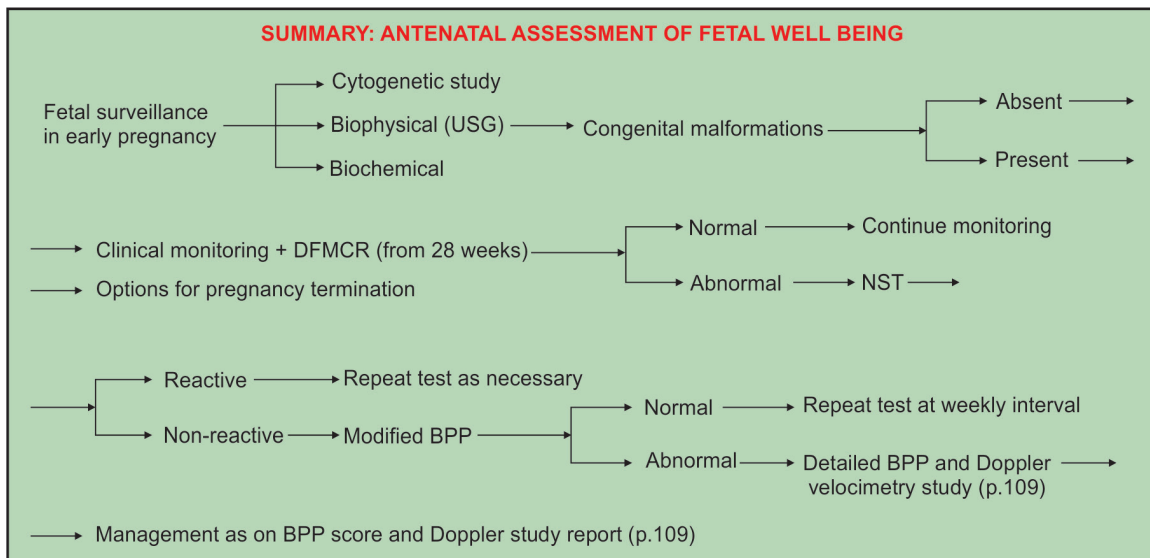 SUMMARY: ANTENATAL ASSESSMENT OF FETAL WELL BEING
Cytogenetic study
Fetal surveillance
in early pregnancy
Biophysical (USG)
Biochemical
Congenital malformations
Absent
Present
Clinical monitoring + DFMCR (from 28 weeks)
Normal
Continue monitoring
Abnormal
NST
Options for pregnancy termination
Reactive
Repeat test as necessary
Non-reactive
Modified BPP
Normal
Repeat test at weekly interval
Abnormal
Detailed BPP and Doppler
velocimetry study (p.109)
Management as on BPP score and Doppler study report (p.109)